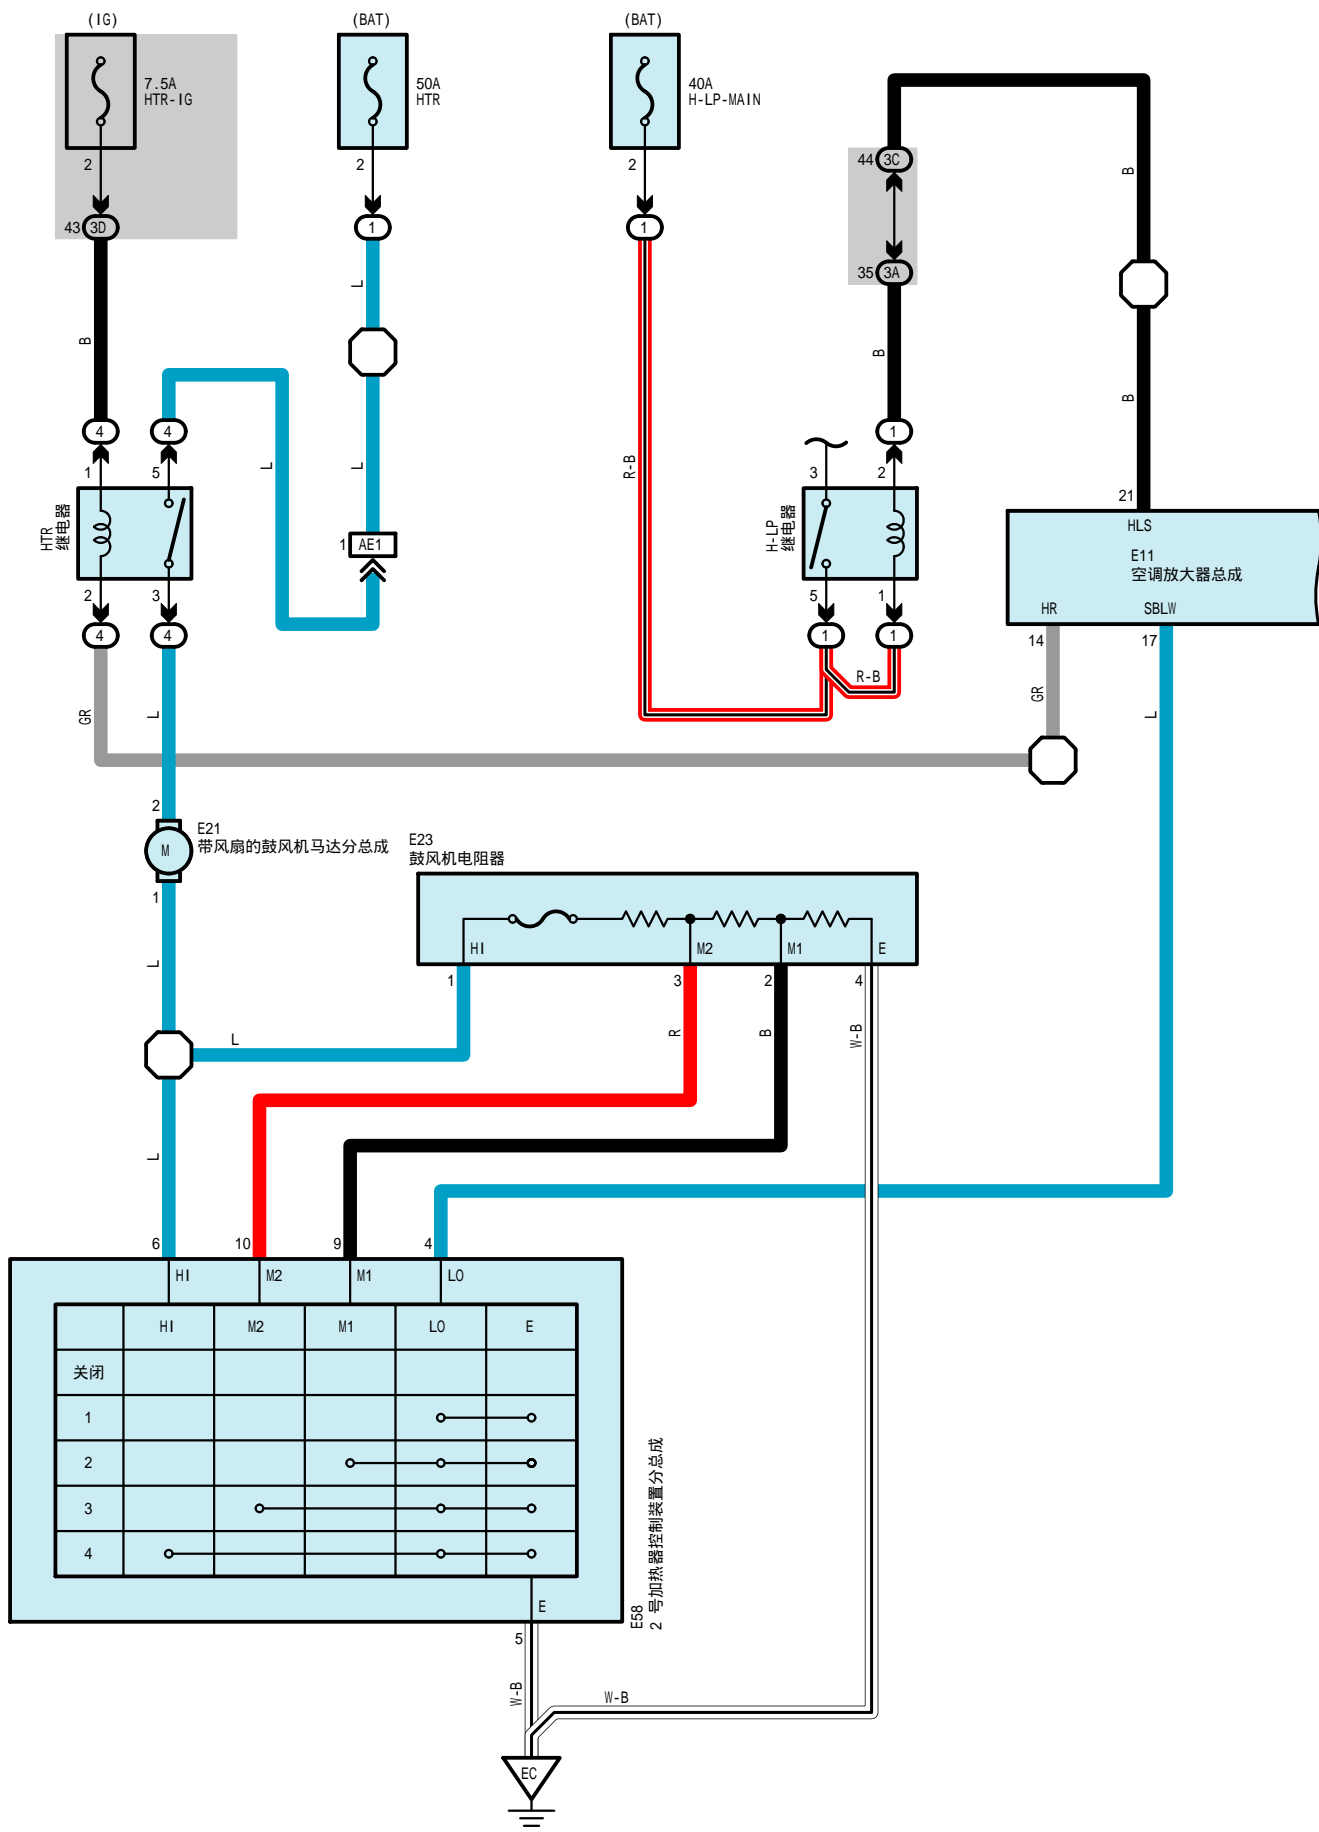 (IG)
(BAT)
(BAT)
7.5A
HTR-IG
50A
HTR
40A
H-LP-MAIN
2
2
2
44 3C
43 3D
1
1
35 3A
B
L
R-B
B
B
B
L
L
4
4
1
1
5
3
2
HTR
继电器
H-LP
继电器
1 AE1
21
HLS
E11
空调放大器总成
HR
SBLW
2
3
5
1
4
4
1
1
14
17
R-B
GR
L
GR
L
2
E21
带风扇的鼓风机马达分总成
M
1
E23
鼓风机电阻器
HI
M2
M1
E
1
3
2
4
L
R
B
W-B
L
L
6
10
9
4
HI
M2
M1
LO
HI
M2
M1
LO
E
关闭
1
2
3
4
E
E58
2 号加热器控制装置分总成
5
W-B
W-B
EC